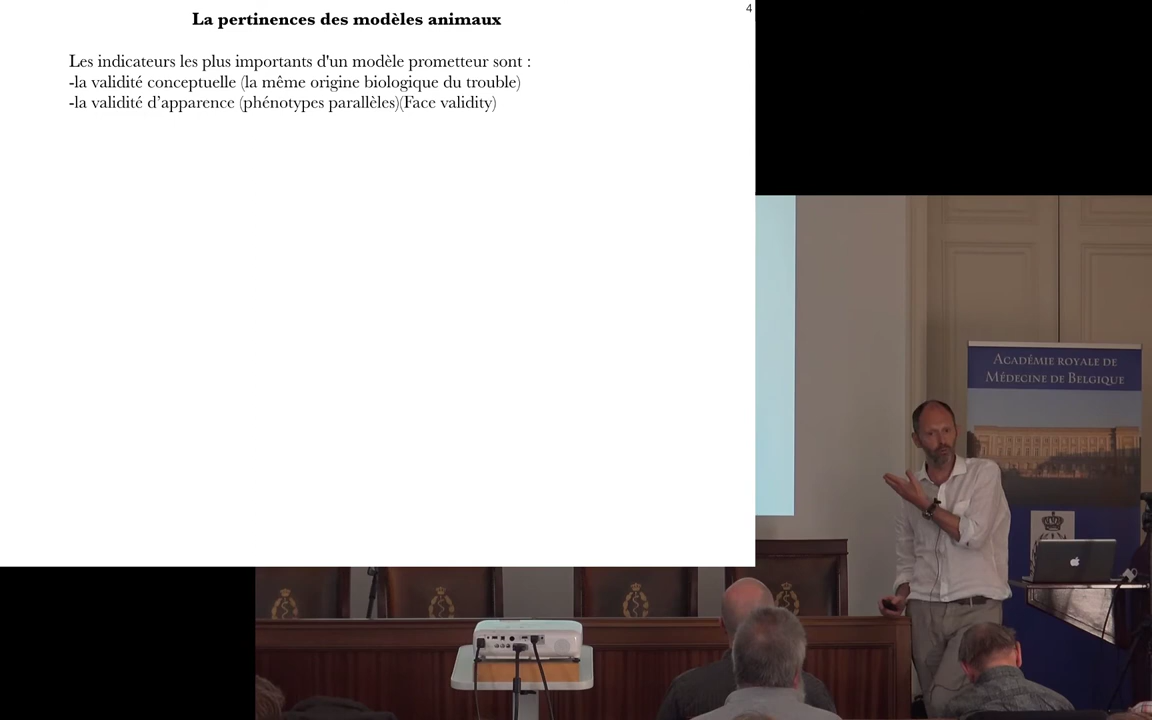 4
La pertinences des modèles animaux
Les indicateurs les plus importants d'un modèle prometteur sont :
-la validité conceptuelle (la même origine biologique du trouble)
-la validité d’apparence (phénotypes parallèles)(Face validity)
Académie royale de
Médecine de Belgique